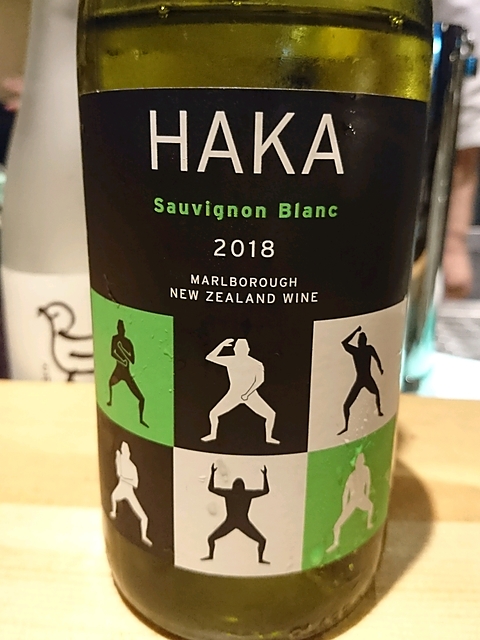 HAKA
Sauvignon Blanc
2018
MARLBOROUGH
NEW ZEALAND WINE